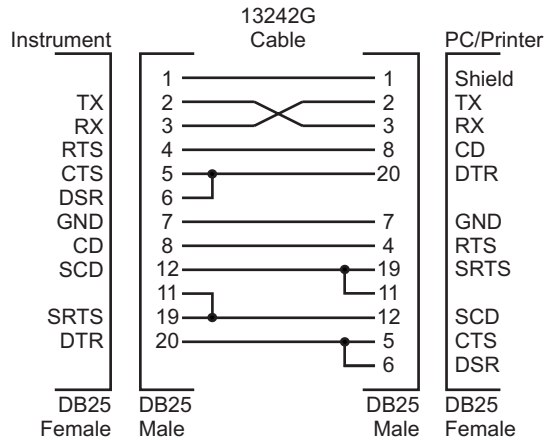 13242G
Instrument Cable PC/Printer
1 1 Shield
TX 2 2 TX
RX 3 3 RX
RTS 4 8 CD
CTS 5 20 DTR
DSR 6
GND 7 7 GND
CD 8 4 RTS
SCD 12 19 SRTS
11 11
SRTS 19 12 SCD
DTR 20 5 CTS
6 DSR
DB25 DB25 DB25 DB25
Female Male Male Female